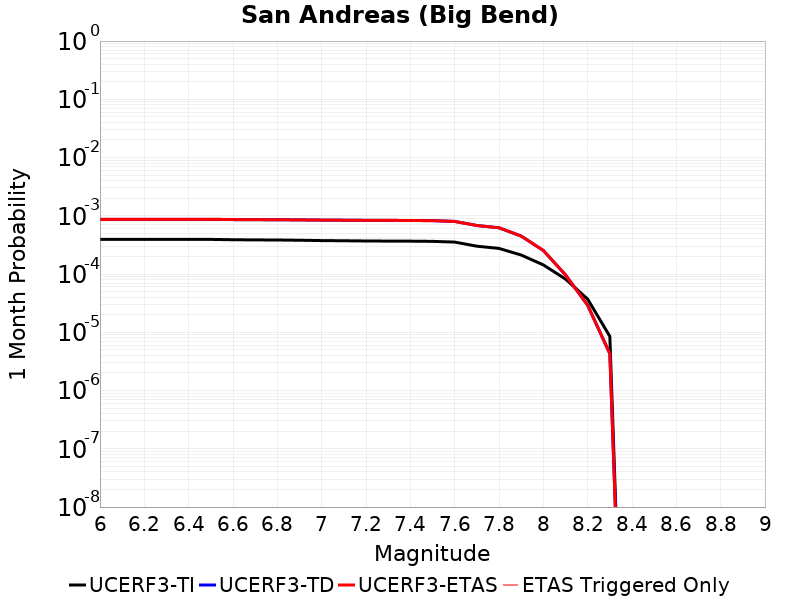 San Andreas (Big Bend)
1 Month Probability
10^0
10^-1
10^-2
10^-3
10^-4
10^-5
10^-6
10^-7
10^-8
6 6.2 6.4 6.6 6.8 7 7.2 7.4 7.6 7.8 8 8.2 8.4 8.6 8.8 9
Magnitude
UCERF3-TI UCERF3-TD UCERF3-ETAS ETAS Triggered Only